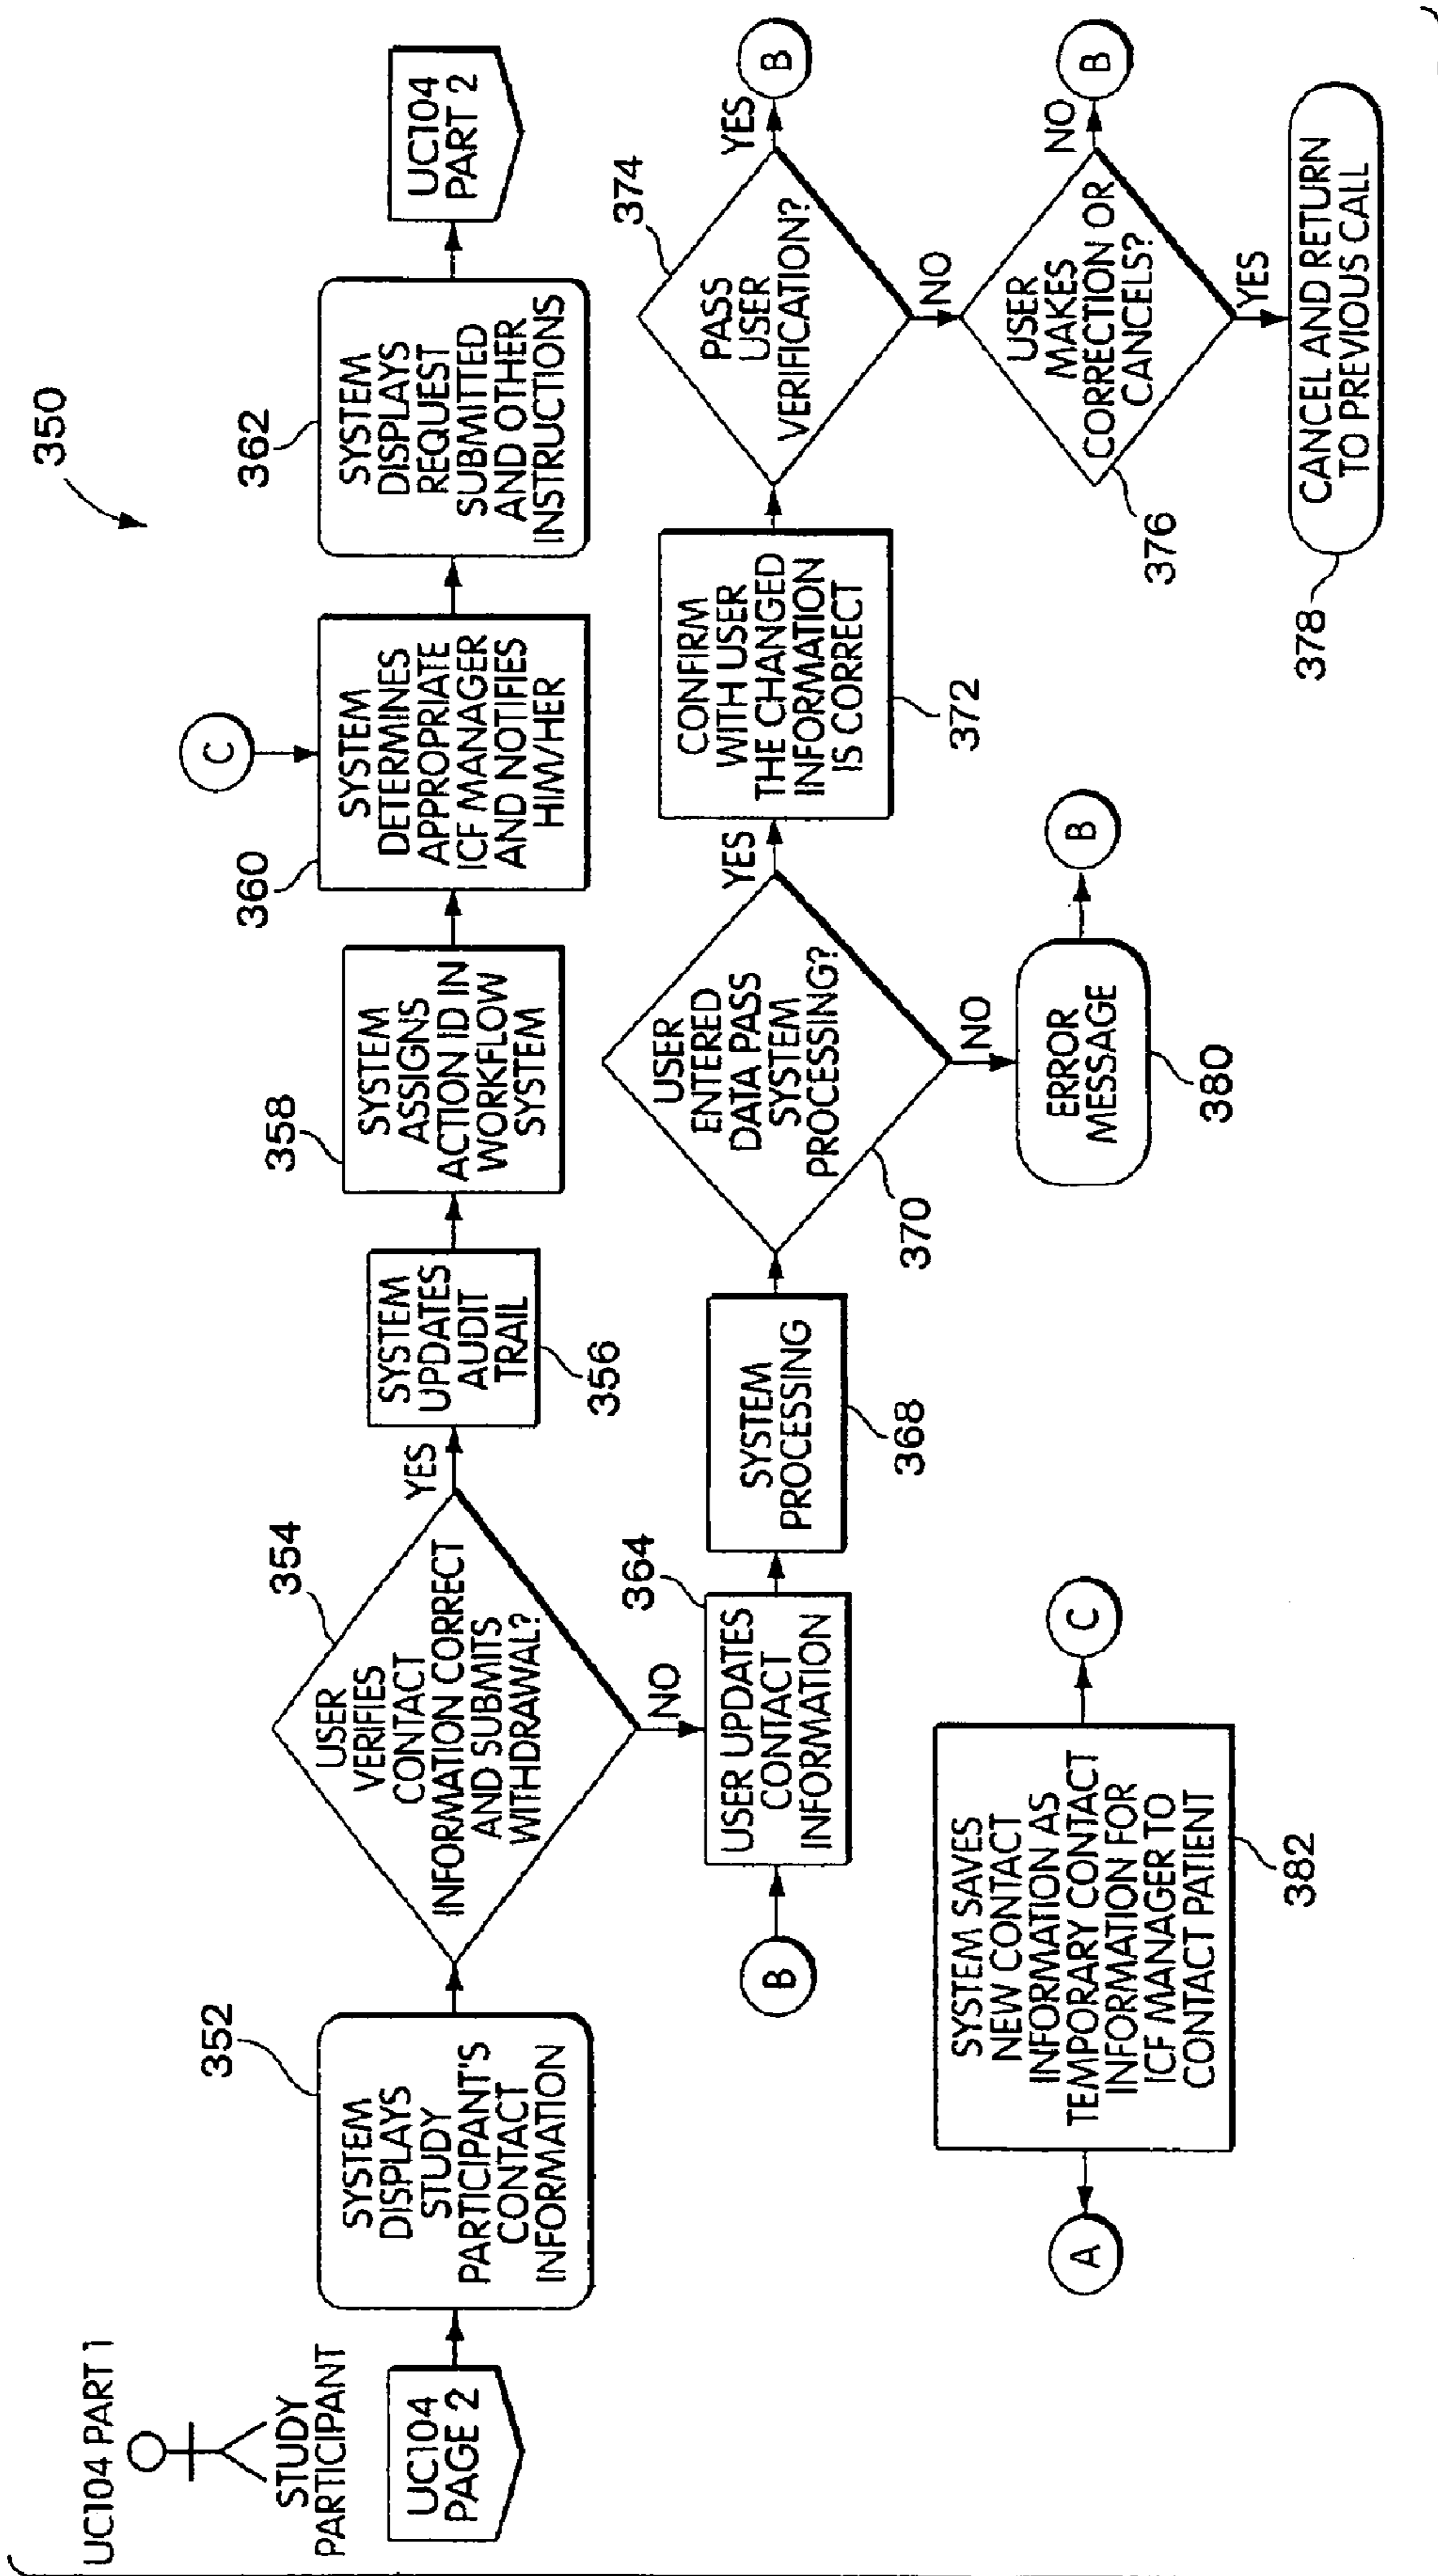 350
UC104 PART 1
STUDY
PARTICIPANT
UC104
PAGE 2
352
SYSTEM
DISPLAYS
STUDY
PARTICIPANT'S
CONTACT
INFORMATION
354
USER
VERIFIES
CONTACT
INFORMATION CORRECT
AND SUBMITS
WITHDRAWAL?
YES
NO
SYSTEM
UPDATES
AUDIT
TRAIL
356
358
SYSTEM
ASSIGNS
ACTION ID IN
WORKFLOW
SYSTEM
C
360
SYSTEM
DETERMINES
APPROPRIATE
ICF MANAGER
AND NOTIFIES
HIM/HER
362
SYSTEM
DISPLAYS
REQUEST
SUBMITTED
AND OTHER
INSTRUCTIONS
UC104
PART 2
B
364
USER UPDATES
CONTACT
INFORMATION
SYSTEM
PROCESSING
368
USER
ENTERED
DATA PASS
SYSTEM
PROCESSING?
370
YES
NO
CONFIRM
WITH USER
THE CHANGED
INFORMATION
IS CORRECT
372
374
PASS
USER
VERIFICATION?
YES
B
NO
A
SYSTEM SAVES
NEW CONTACT
INFORMATION AS
TEMPORARY CONTACT
INFORMATION FOR
ICF MANAGER TO
CONTACT PATIENT
382
C
ERROR
MESSAGE
380
B
USER
MAKES
CORRECTION OR
CANCELS?
376
NO
B
YES
CANCEL AND RETURN
TO PREVIOUS CALL
378